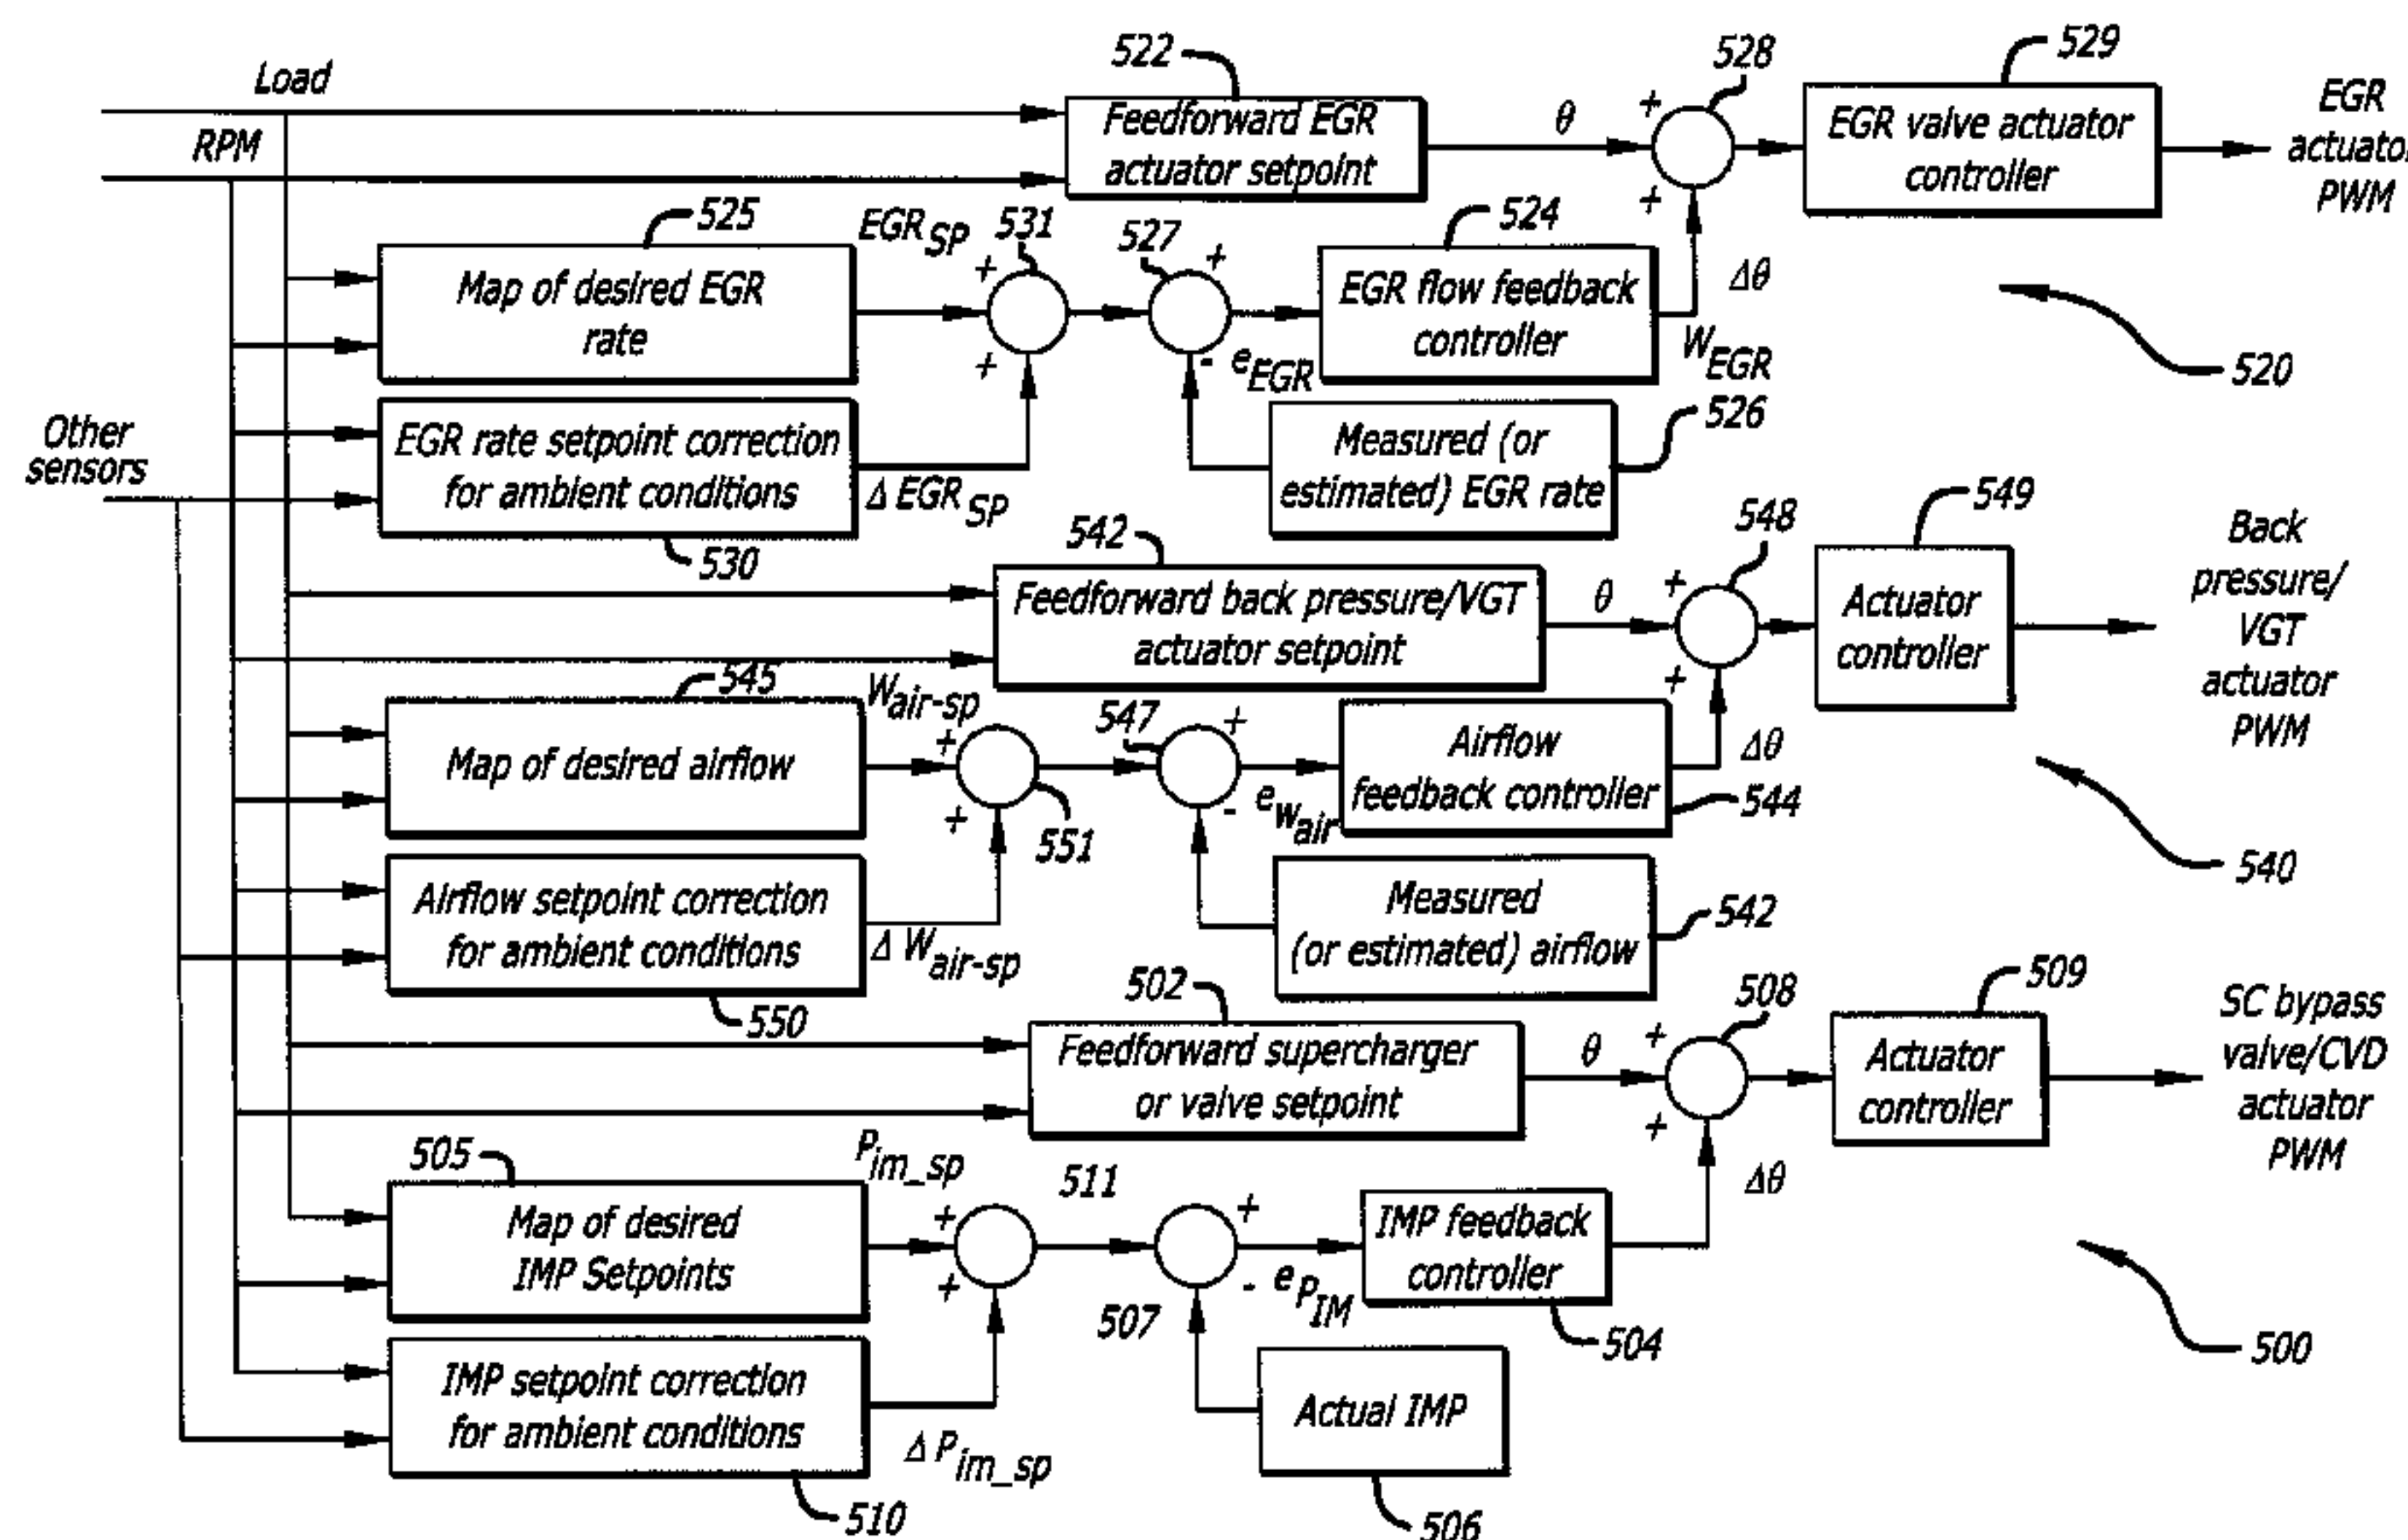 Load
RPM
Other
sensors
522
Feedforward EGR
actuator setpoint
θ
528
+
+
529
EGR valve actuator
controller
EGR
actuator
PWM
525
Map of desired EGR
rate
EGR SP
531
+
+
527
+
-
e EGR
524
EGR flow feedback
controller
Δθ
W EGR
520
EGR rate setpoint correction
for ambient conditions
530
Δ EGR SP
Measured (or
estimated) EGR rate
526
542
Feedforward back pressure/VGT
actuator setpoint
θ
548
+
+
549
Actuator
controller
Back
pressure/
VGT
actuator
PWM
545
Map of desired airflow
W air-sp
+
+
551
547
+
-
e w air
Airflow
feedback controller
544
Δθ
540
Airflow setpoint correction
for ambient conditions
550
Δ W air-sp
Measured
(or estimated) airflow
542
502
Feedforward supercharger
or valve setpoint
θ
508
+
+
509
Actuator
controller
SC bypass
valve/CVD
actuator
PWM
505
Map of desired
IMP Setpoints
P im_sp
+
+
511
507
+
-
e P IM
IMP feedback
controller
504
Δθ
500
IMP setpoint correction
for ambient conditions
510
Δ P im_sp
Actual IMP
506